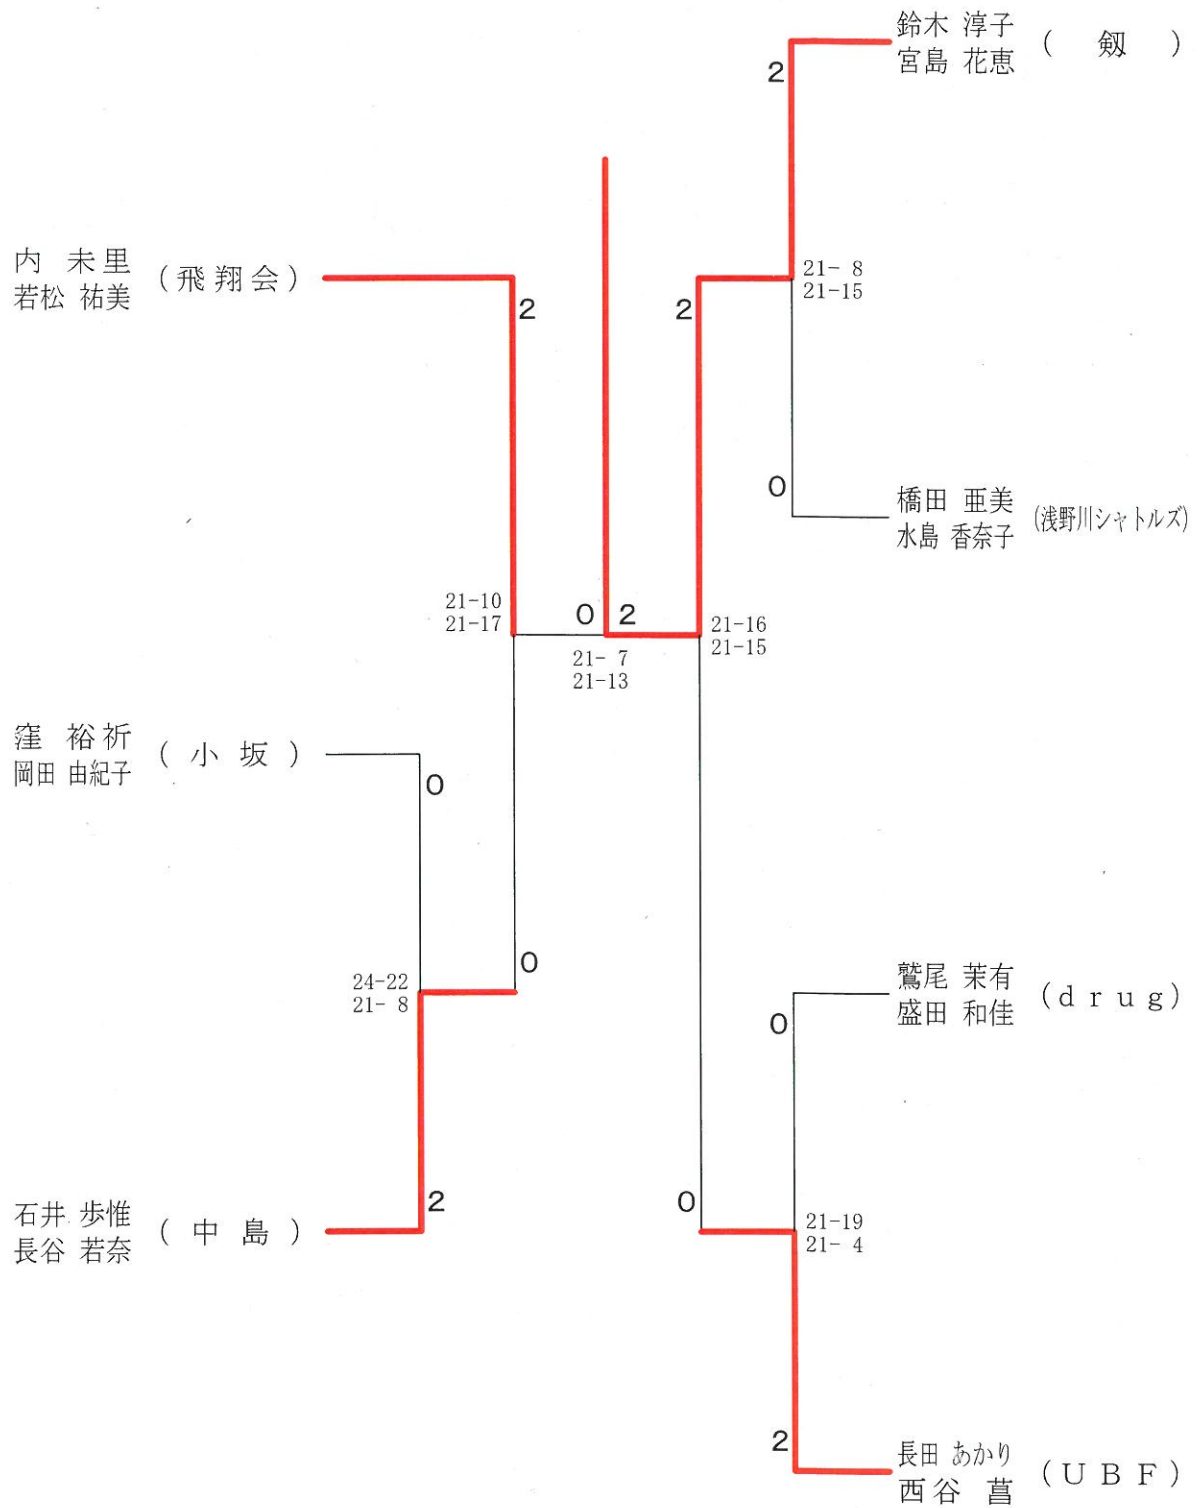 鈴木 淳子
宮島 花恵
( 剱 )
2
内 未里
若松 祐美
(飛翔会)
2
2
21- 8
21-15
0
橋田 亜美
水島 香奈子
(浅野川シャトルズ)
21-10
21-17
0 2
21-16
21-15
21- 7
21-13
窪 裕祈
岡田 由紀子
( 小 坂 )
0
0
24-22
21- 8
鷲尾 茉有
盛田 和佳
(drug)
0
石井 歩惟
長谷 若奈
( 中 島 )
2
0
21-19
21- 4
2
長田 あかり
西谷 菖
(UBF)